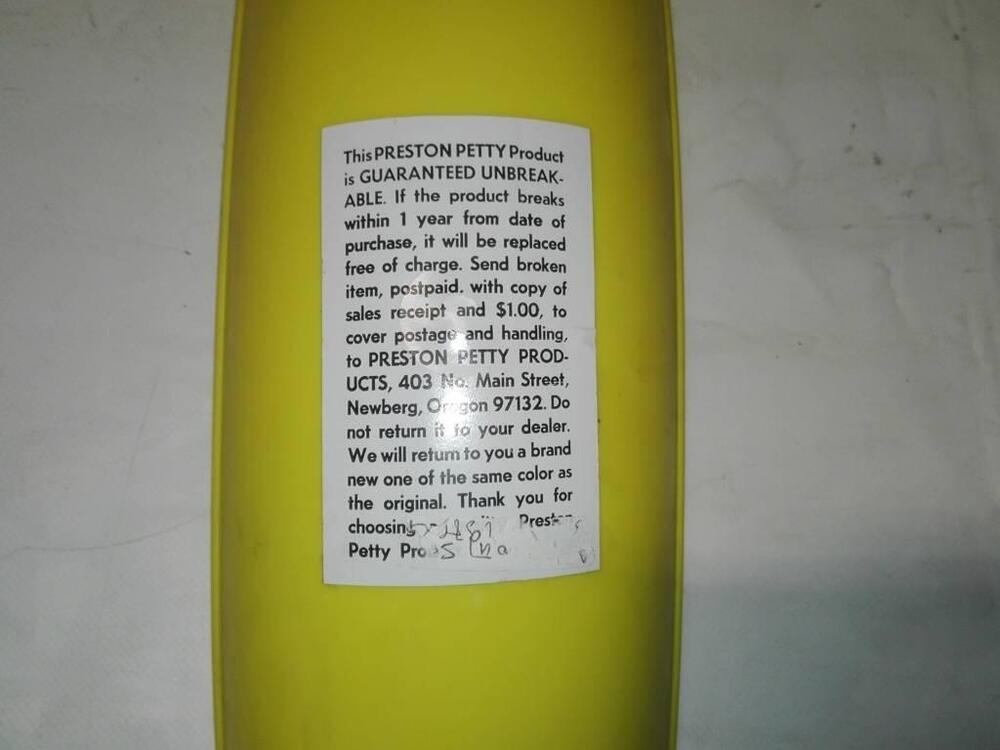 This PRESTON PETTY Product
is GUARANTEED UNBREAK-
ABLE. If the product breaks
within 1 year from date of
purchase, it will be replaced
free of charge. Send broken
item, postpaid. with copy of
sales receipt and $1.00, to
cover postage and handling,
to PRESTON PETTY PROD-
UCTS, 403 No. Main Street,
Newberg, Oregon 97132. Do
not return it to your dealer.
We will return to you a brand
new one of the same color as
the original. Thank you for
choosing Preston
Petty